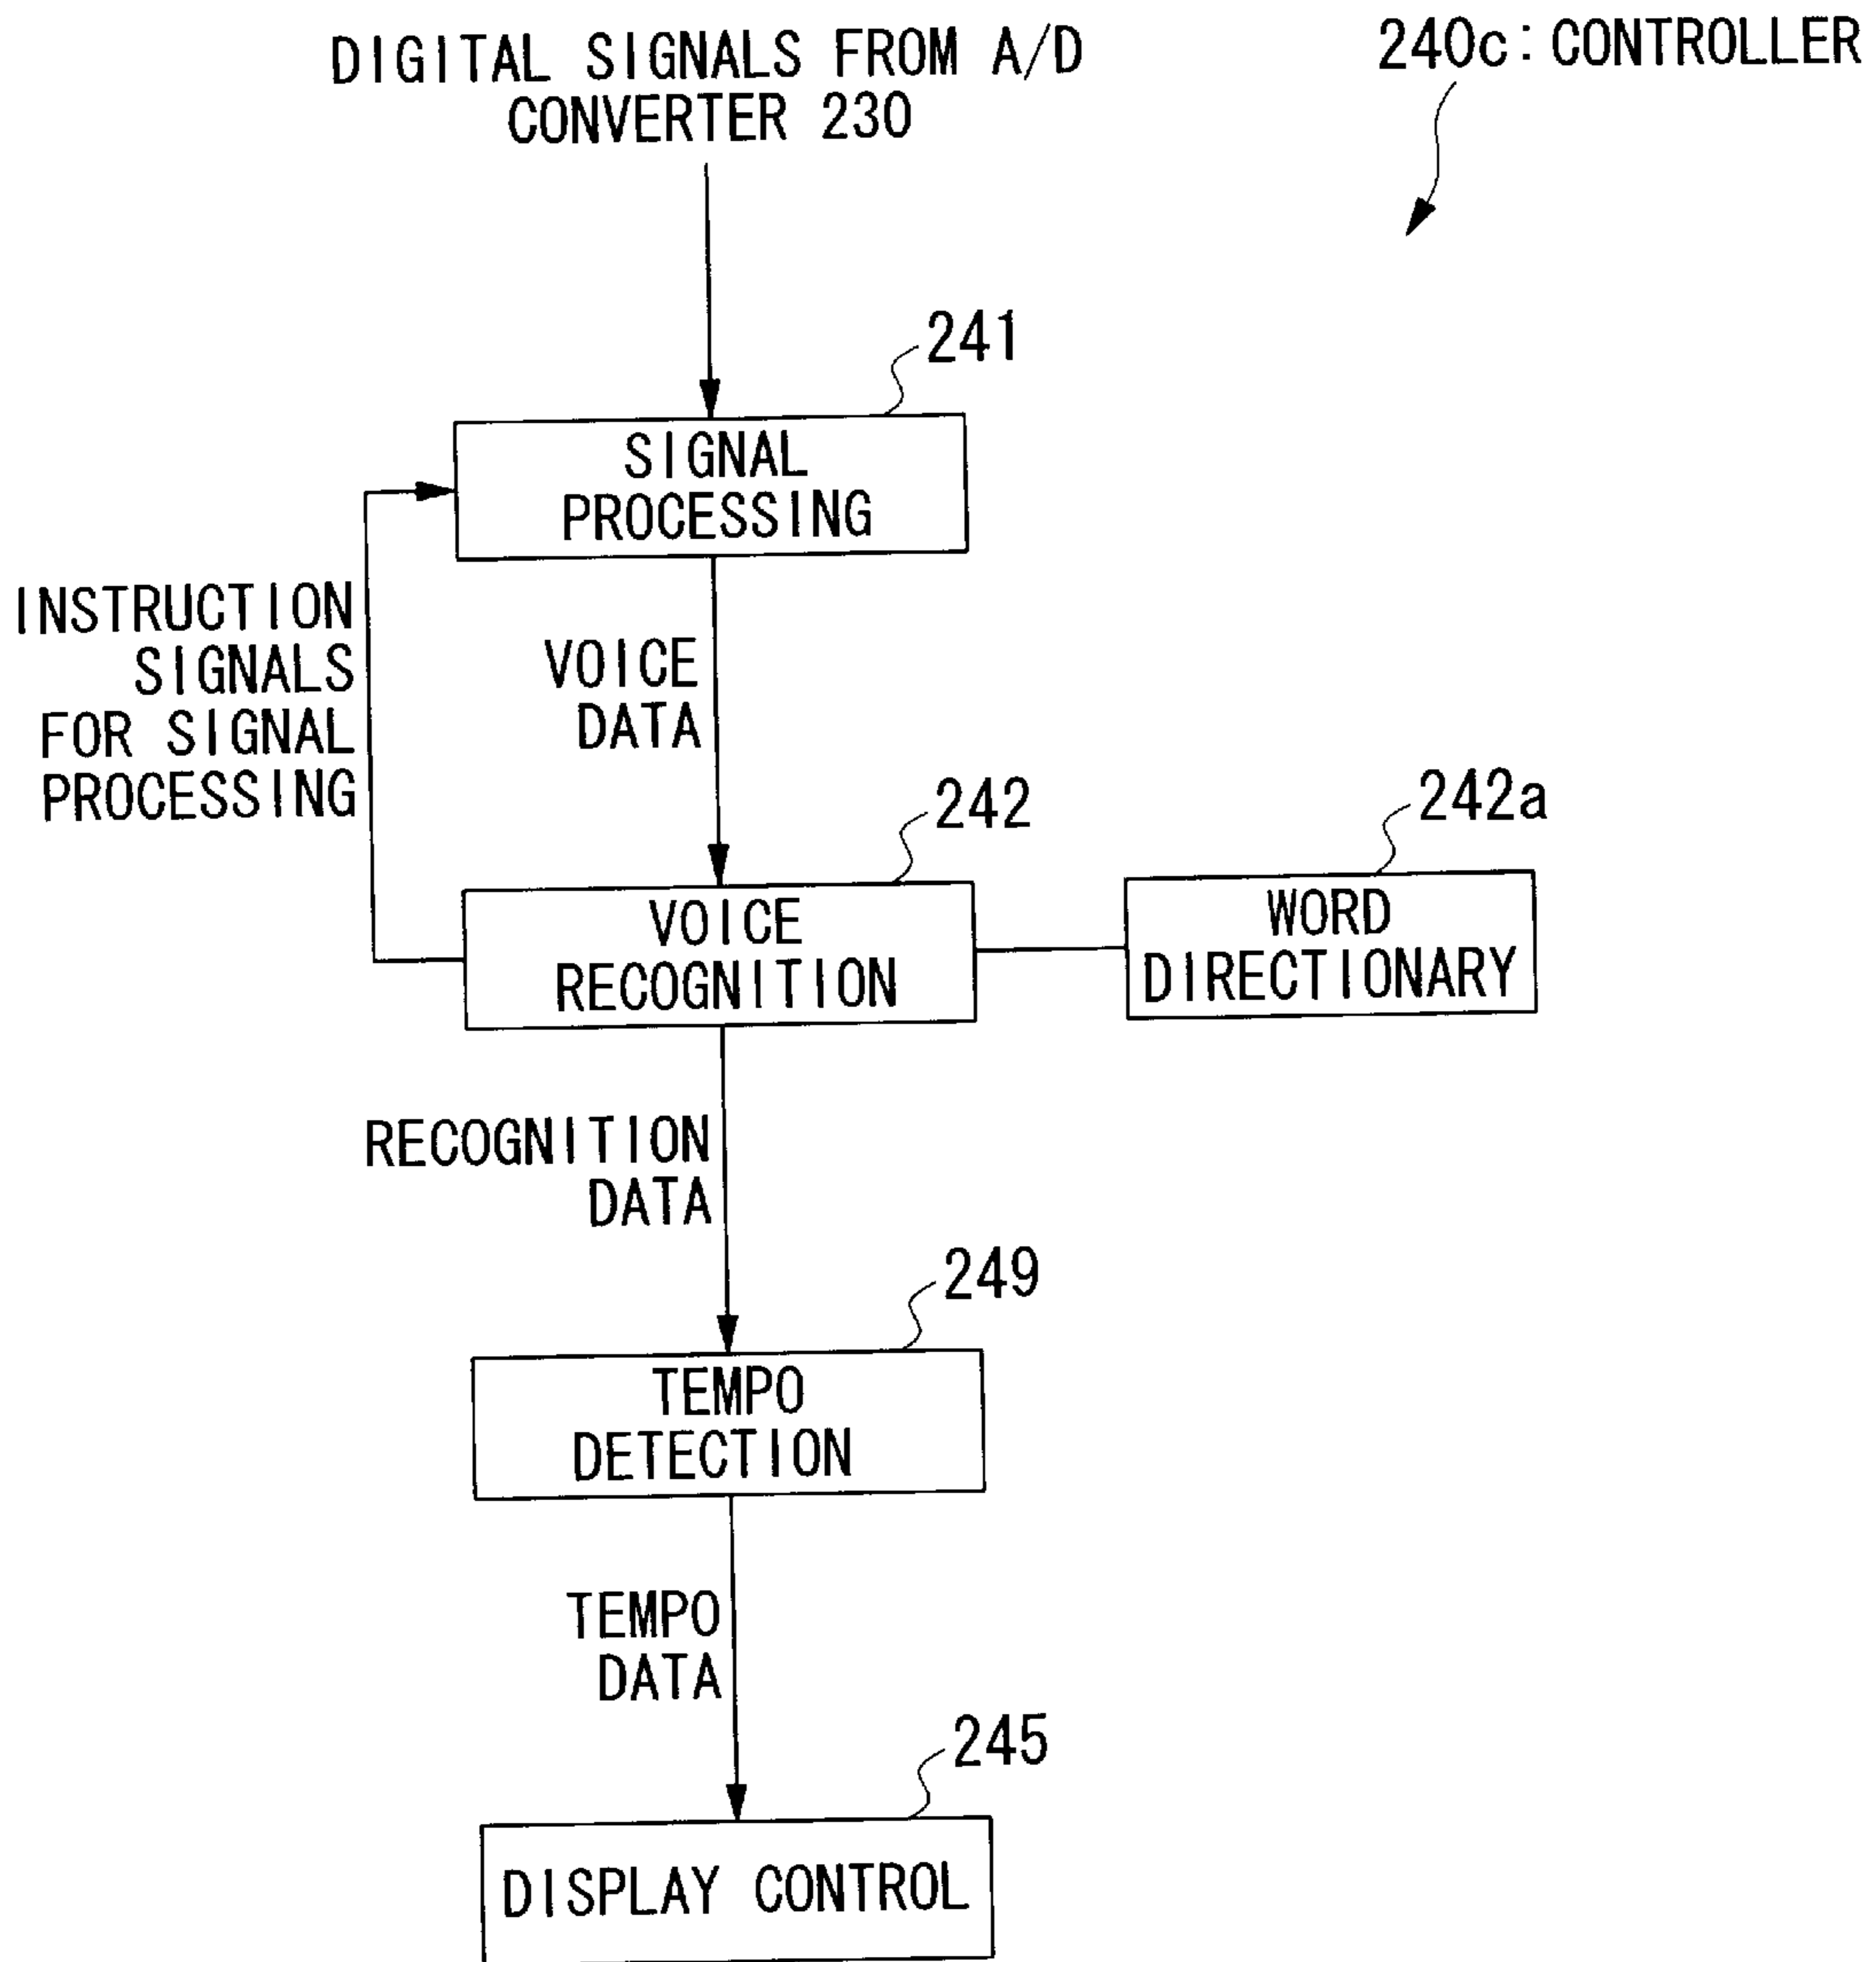 DIGITAL SIGNALS FROM A/D
CONVERTER 230
240c: CONTROLLER
241
SIGNAL
PROCESSING
INSTRUCTION
SIGNALS
FOR SIGNAL
PROCESSING
VOICE
DATA
242
VOICE
RECOGNITION
242a
WORD
DIRECTIONARY
RECOGNITION
DATA
249
TEMPO
DETECTION
TEMPO
DATA
245
DISPLAY CONTROL